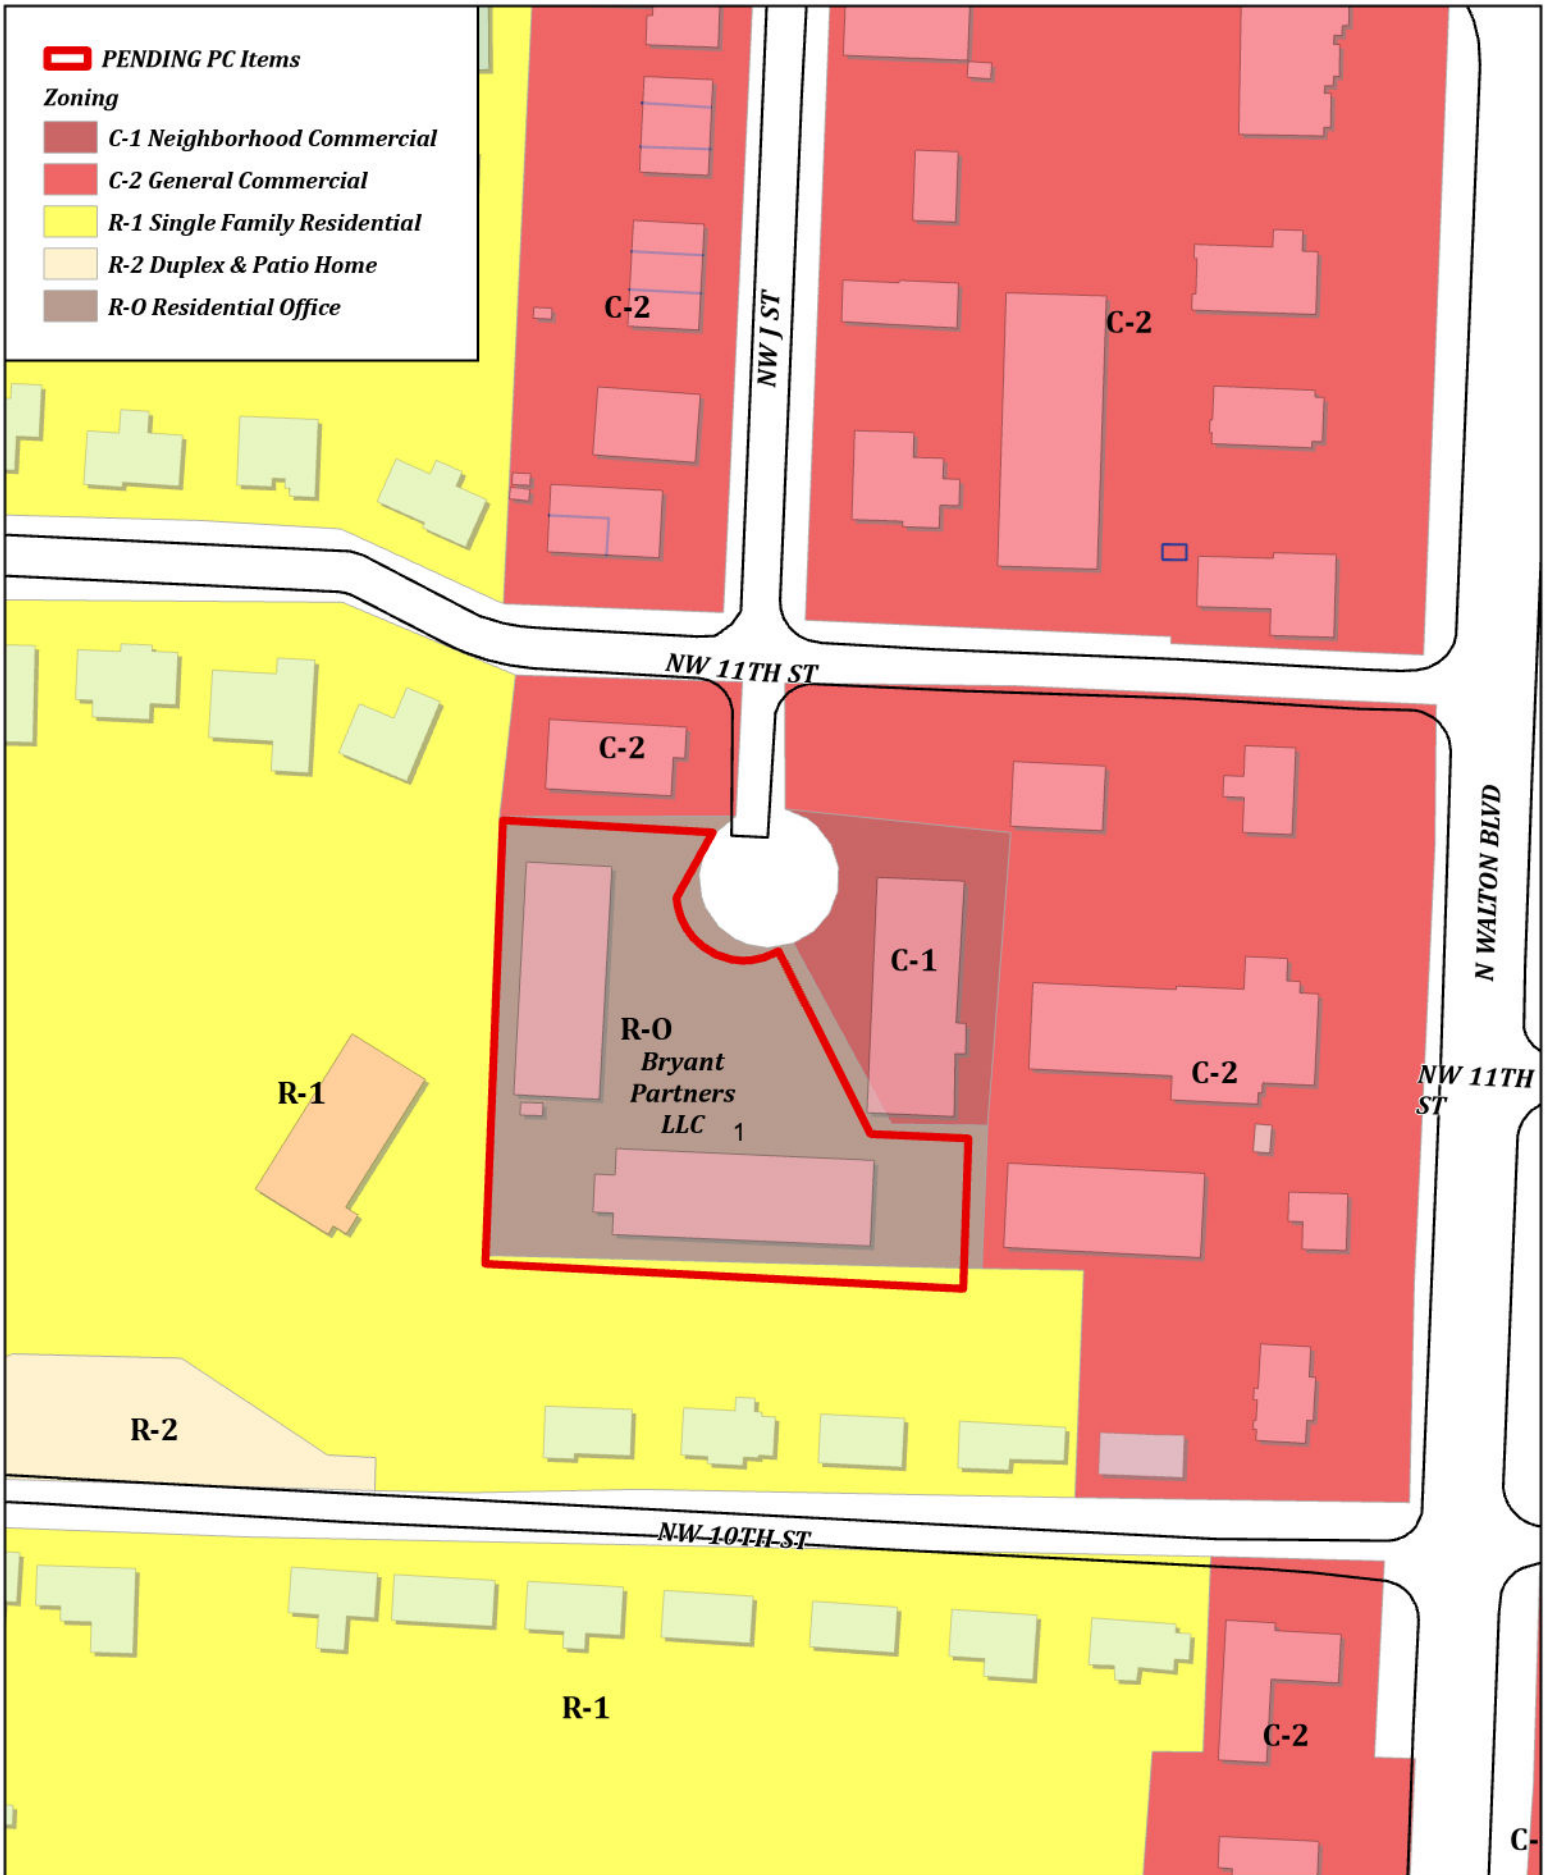 PENDING PC Items
Zoning
C-1 Neighborhood Commercial
C-2 General Commercial
R-1 Single Family Residential
R-2 Duplex & Patio Home
R-O Residential Office
C-2
NW J ST
C-2
NW 11TH ST
C-2
N WALTON BLVD
C-1
R-O
Bryant
Partners
LLC
1
R-1
C-2
NW 11TH
ST
R-2
NW 10TH ST
R-1
C-2
C-